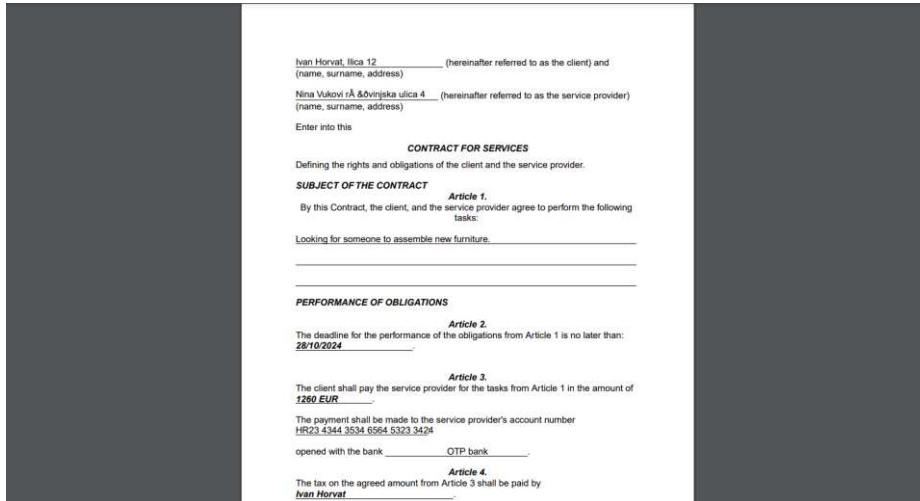 Ivan Horvat, Ilica 12 (hereinafter referred to as the client) and
(name, surname, address)
Nina Vukovi rÅ &ðvinjska ulica 4 (hereinafter referred to as the service provider)
(name, surname, address)
Enter into this
CONTRACT FOR SERVICES
Defining the rights and obligations of the client and the service provider.
SUBJECT OF THE CONTRACT
Article 1.
By this Contract, the client, and the service provider agree to perform the following
tasks:
Looking for someone to assemble new furniture.
PERFORMANCE OF OBLIGATIONS
Article 2.
The deadline for the performance of the obligations from Article 1 is no later than:
28/10/2024.
Article 3.
The client shall pay the service provider for the tasks from Article 1 in the amount of
1260 EUR.
The payment shall be made to the service provider's account number
HR23 4344 3534 6564 5323 3424
opened with the bank OTP bank.
Article 4.
The tax on the agreed amount from Article 3 shall be paid by
Ivan Horvat.